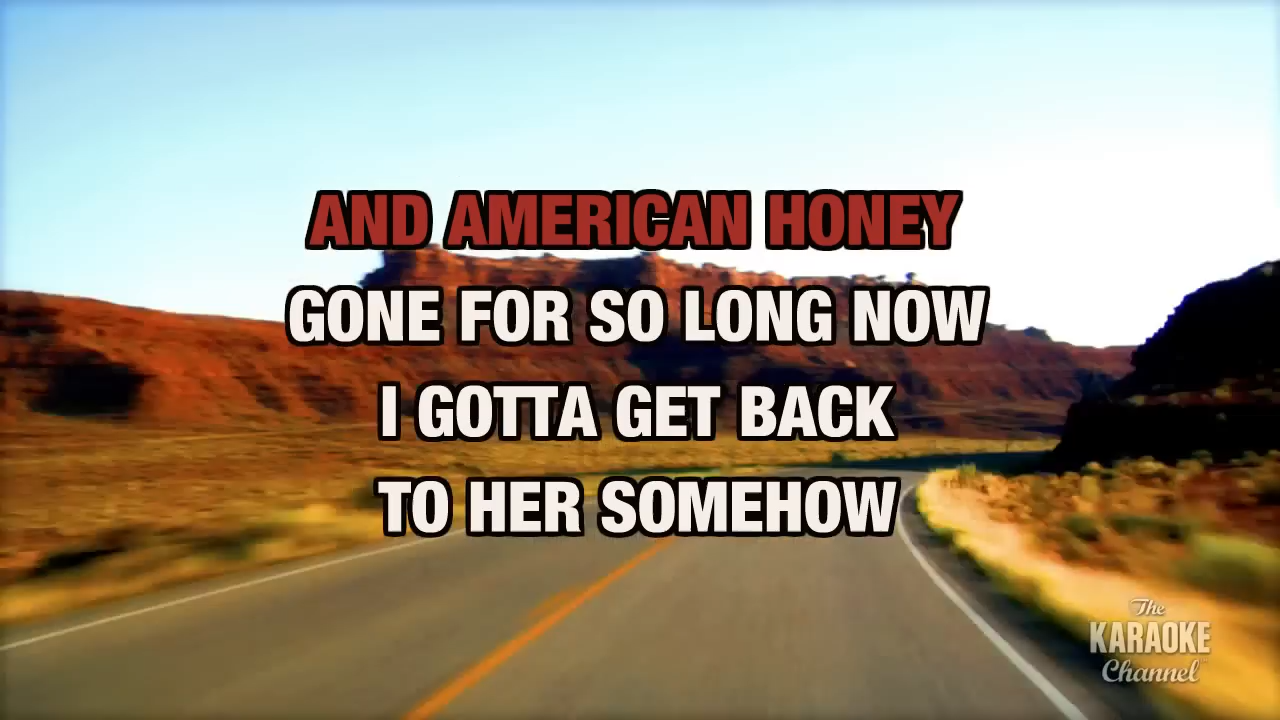 AND AMERICAN HONEY
GONE FOR SO LONG NOW
I GOTTA GET BACK
TO HER SOMEHOW
The
KARAOKE
Channel